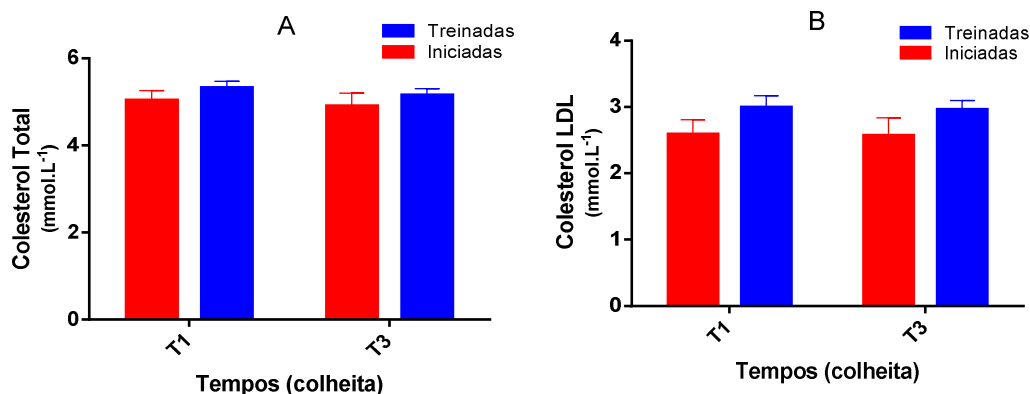 A
Treinadas
Iniciadas
Colesterol Total
(mmol.L⁻¹)
6
4
2
0
T1
T3
Tempos (colheita)
B
Treinadas
Iniciadas
Colesterol LDL
(mmol.L⁻¹)
4
3
2
1
0
T1
T3
Tempos (colheita)